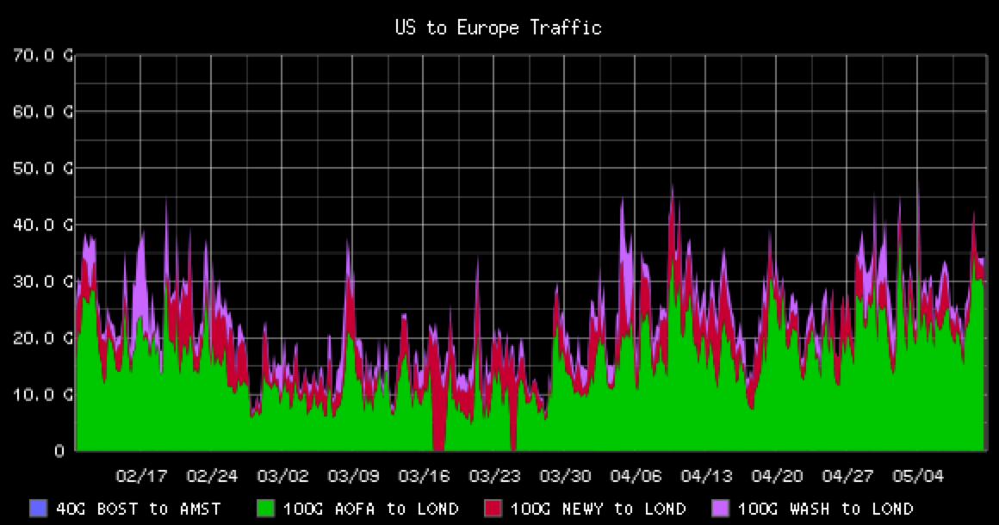 US to Europe Traffic
70.0 G
60.0 G
50.0 G
40.0 G
30.0 G
20.0 G
10.0 G
0
02/17 02/24 03/02 03/09 03/16 03/23 03/30 04/06 04/13 04/20 04/27 05/04
40G BOST to AMST 100G AOFA to LOND 100G NEWY to LOND 100G WASH to LOND